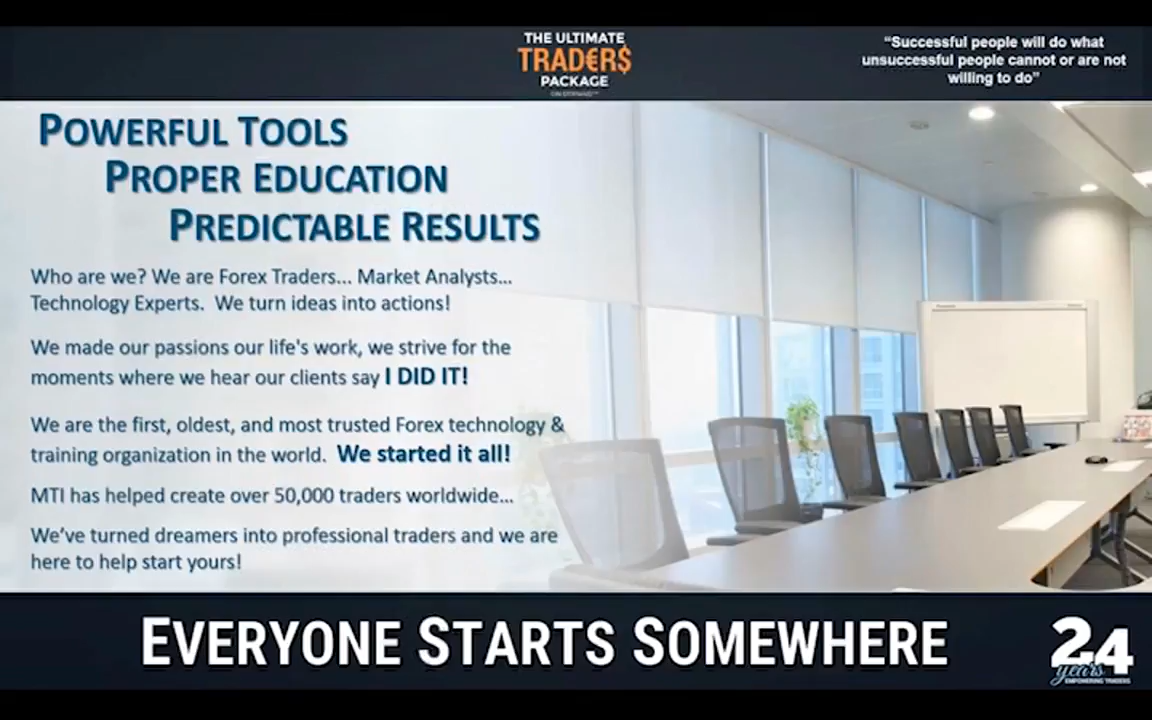 THE ULTIMATE
TRAD€R$
PACKAGE
ON DEMAND™
“Successful people will do what
unsuccessful people cannot or are not
willing to do”
POWERFUL TOOLS
PROPER EDUCATION
PREDICTABLE RESULTS
Who are we? We are Forex Traders... Market Analysts...
Technology Experts. We turn ideas into actions!
We made our passions our life's work, we strive for the
moments where we hear our clients say I DID IT!
We are the first, oldest, and most trusted Forex technology &
training organization in the world. We started it all!
MTI has helped create over 50,000 traders worldwide...
We’ve turned dreamers into professional traders and we are
here to help start yours!
EVERYONE STARTS SOMEWHERE
24
years
EMPOWERING TRADERS